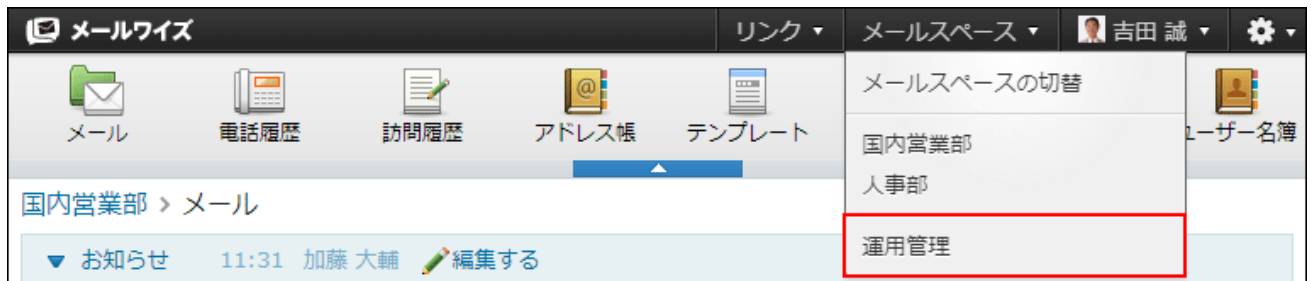 メールワイズ リンク ▼ メールスペース ▼ 吉田 誠 ▼
メール 電話履歴 訪問履歴 アドレス帳 テンプレート ーザー名簿
メールスペースの切替
国内営業部
人事部
運用管理
国内営業部 > メール
▼ お知らせ 11:31 加藤 大輔 編集する